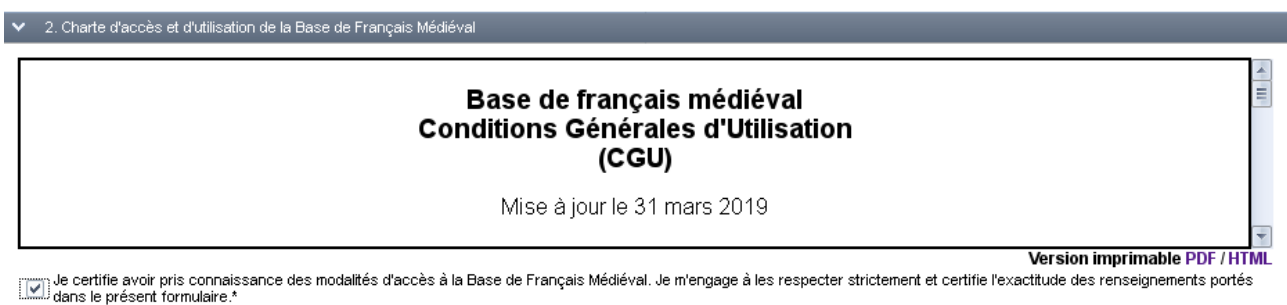 2. Charte d'accès et d'utilisation de la Base de Français Médiéval
Base de français médiéval
Conditions Générales d'Utilisation
(CGU)
Mise à jour le 31 mars 2019
Version imprimable PDF / HTML
Je certifie avoir pris connaissance des modalités d'accès à la Base de Français Médiéval. Je m'engage à les respecter strictement et certifie l'exactitude des renseignements portés
dans le présent formulaire.*